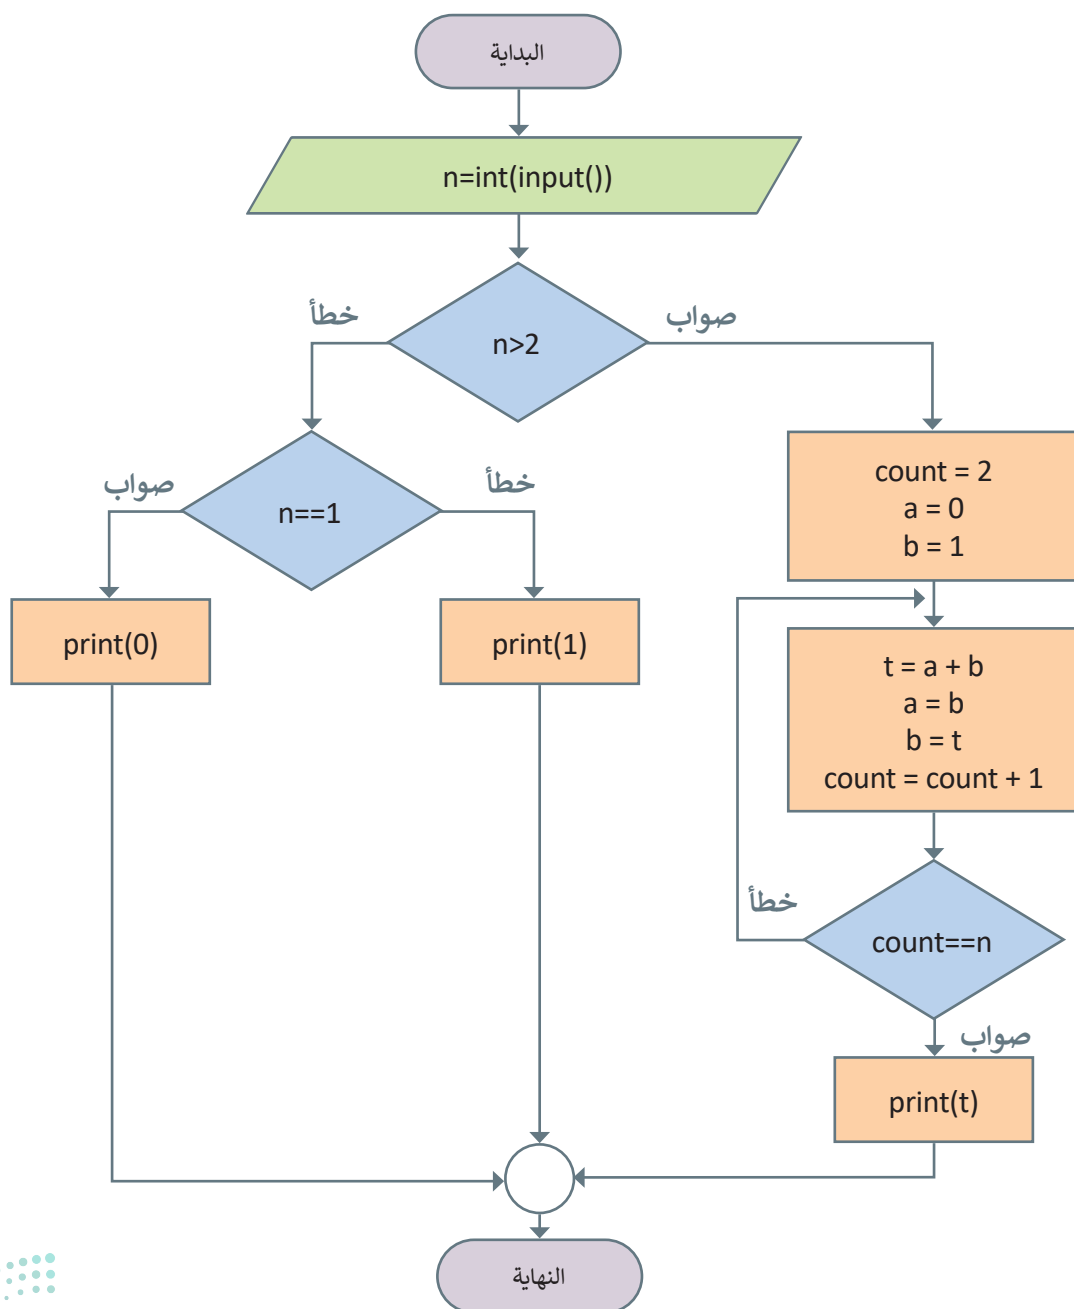 البداية
n=int(input())
خطأ
صواب
n>2
صواب
خطأ
n==1
print(0)
print(1)
count = 2
a = 0
b = 1
t = a + b
a = b
b = t
count = count + 1
خطأ
count==n
صواب
print(t)
النهاية